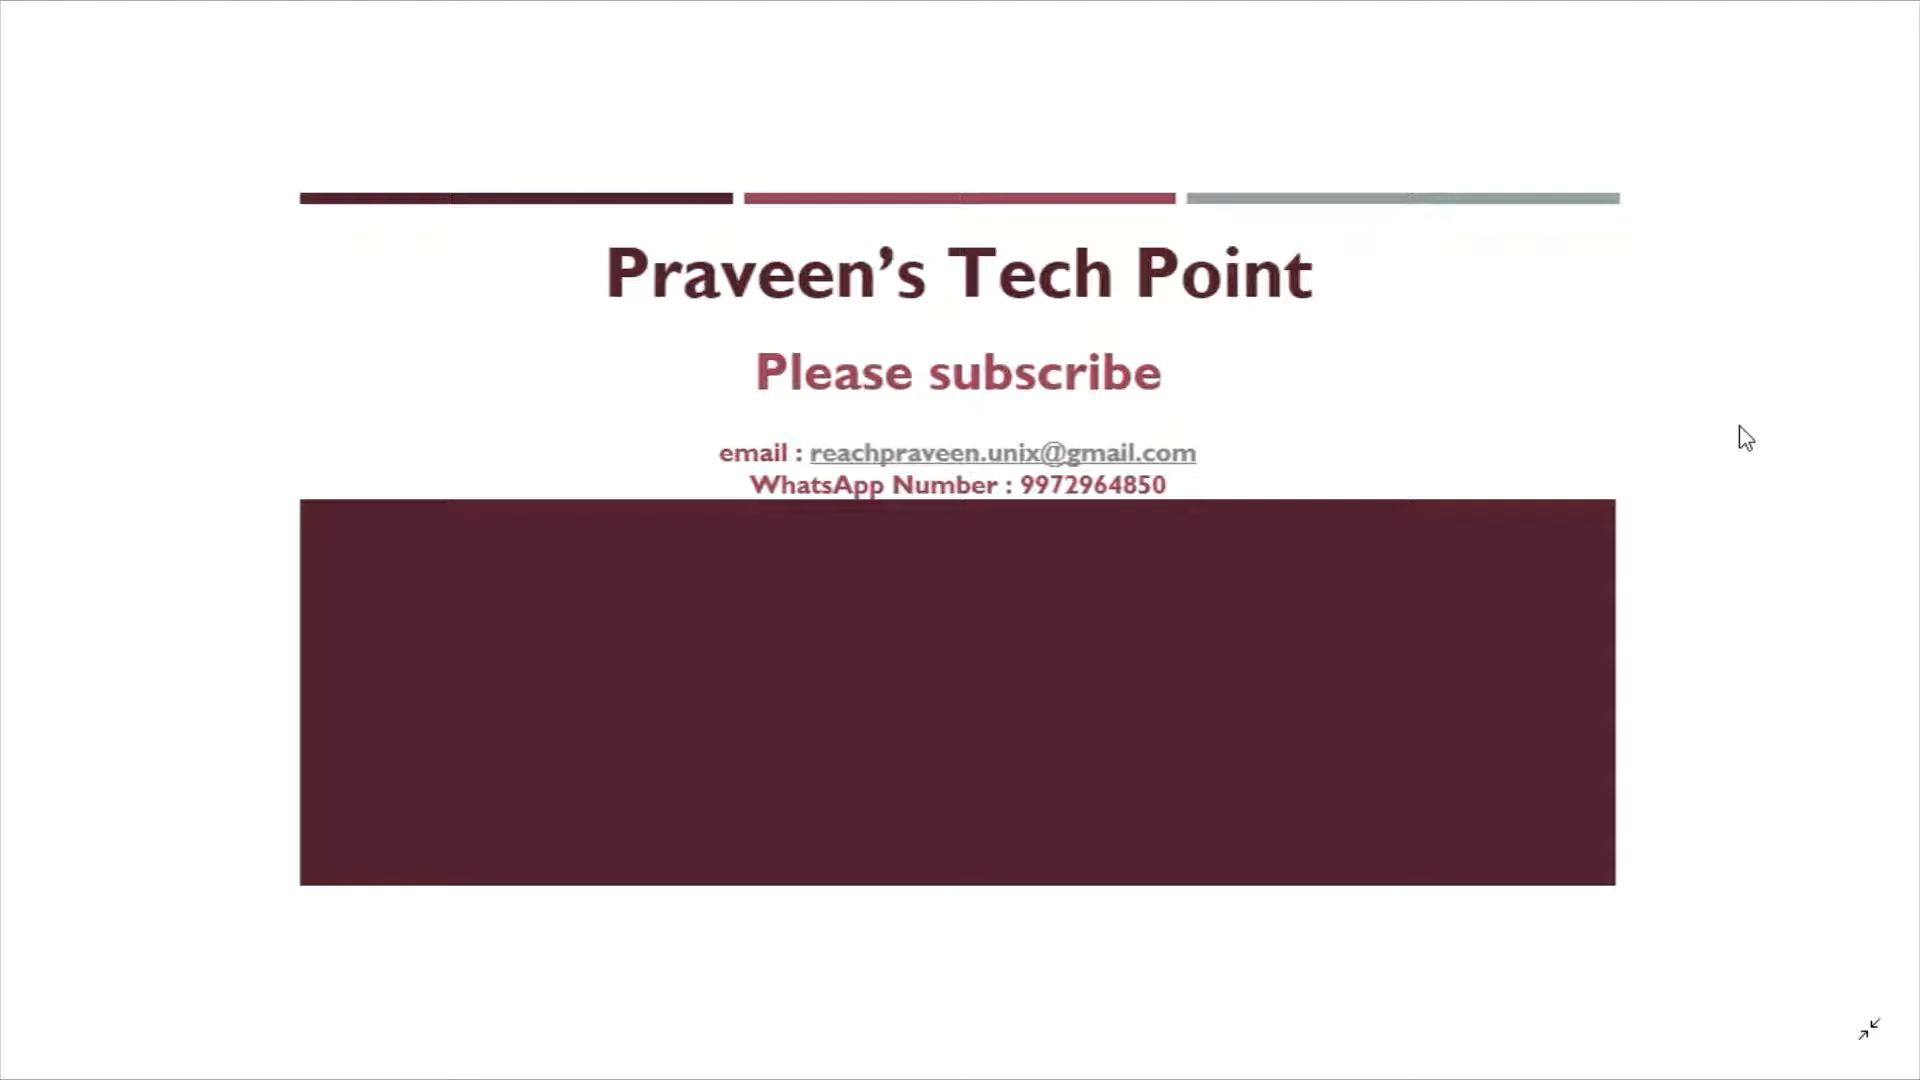 Praveen’s Tech Point
Please subscribe
email : reachpraveen.unix@gmail.com
WhatsApp Number : 9972964850